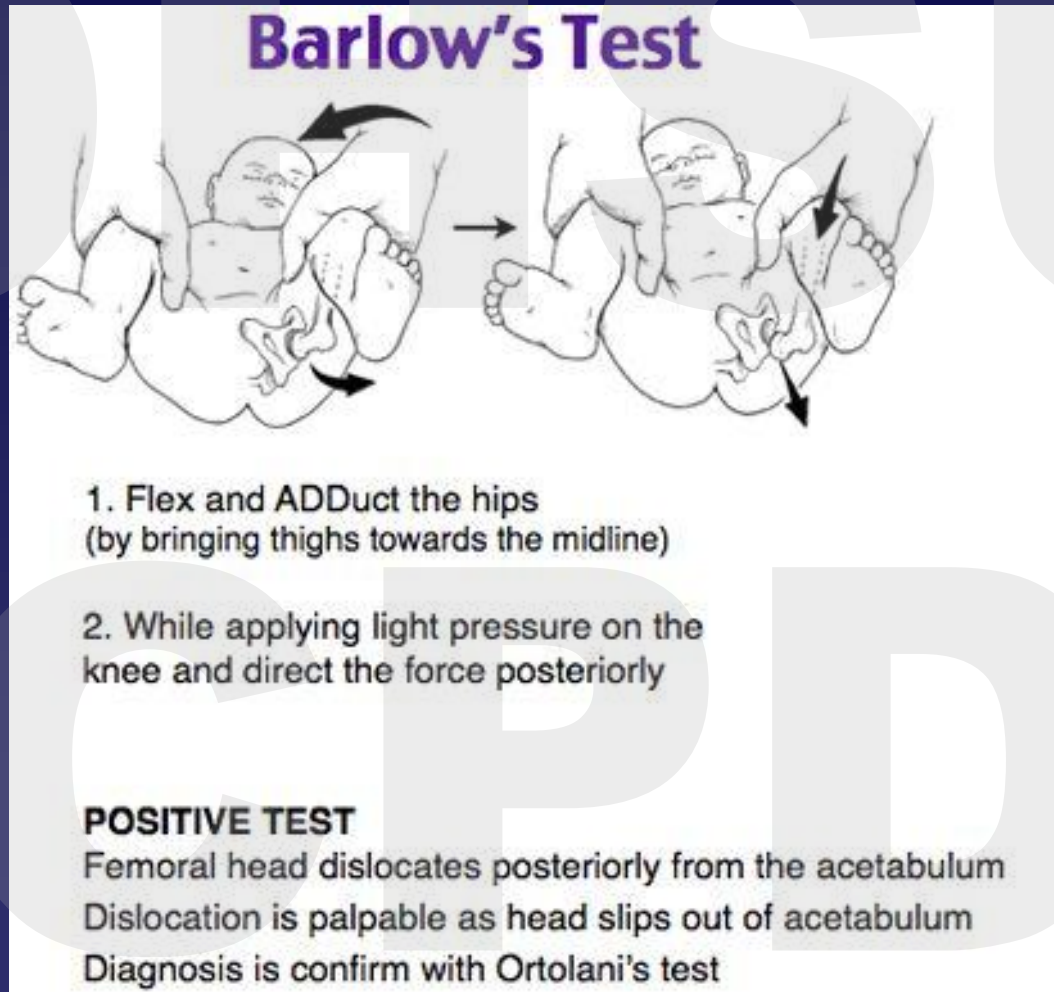 Barlow's Test
1. Flex and ADDuct the hips
(by bringing thighs towards the midline)
2. While applying light pressure on the
knee and direct the force posteriorly
POSITIVE TEST
Femoral head dislocates posteriorly from the acetabulum
Dislocation is palpable as head slips out of acetabulum
Diagnosis is confirm with Ortolani's test
CPD